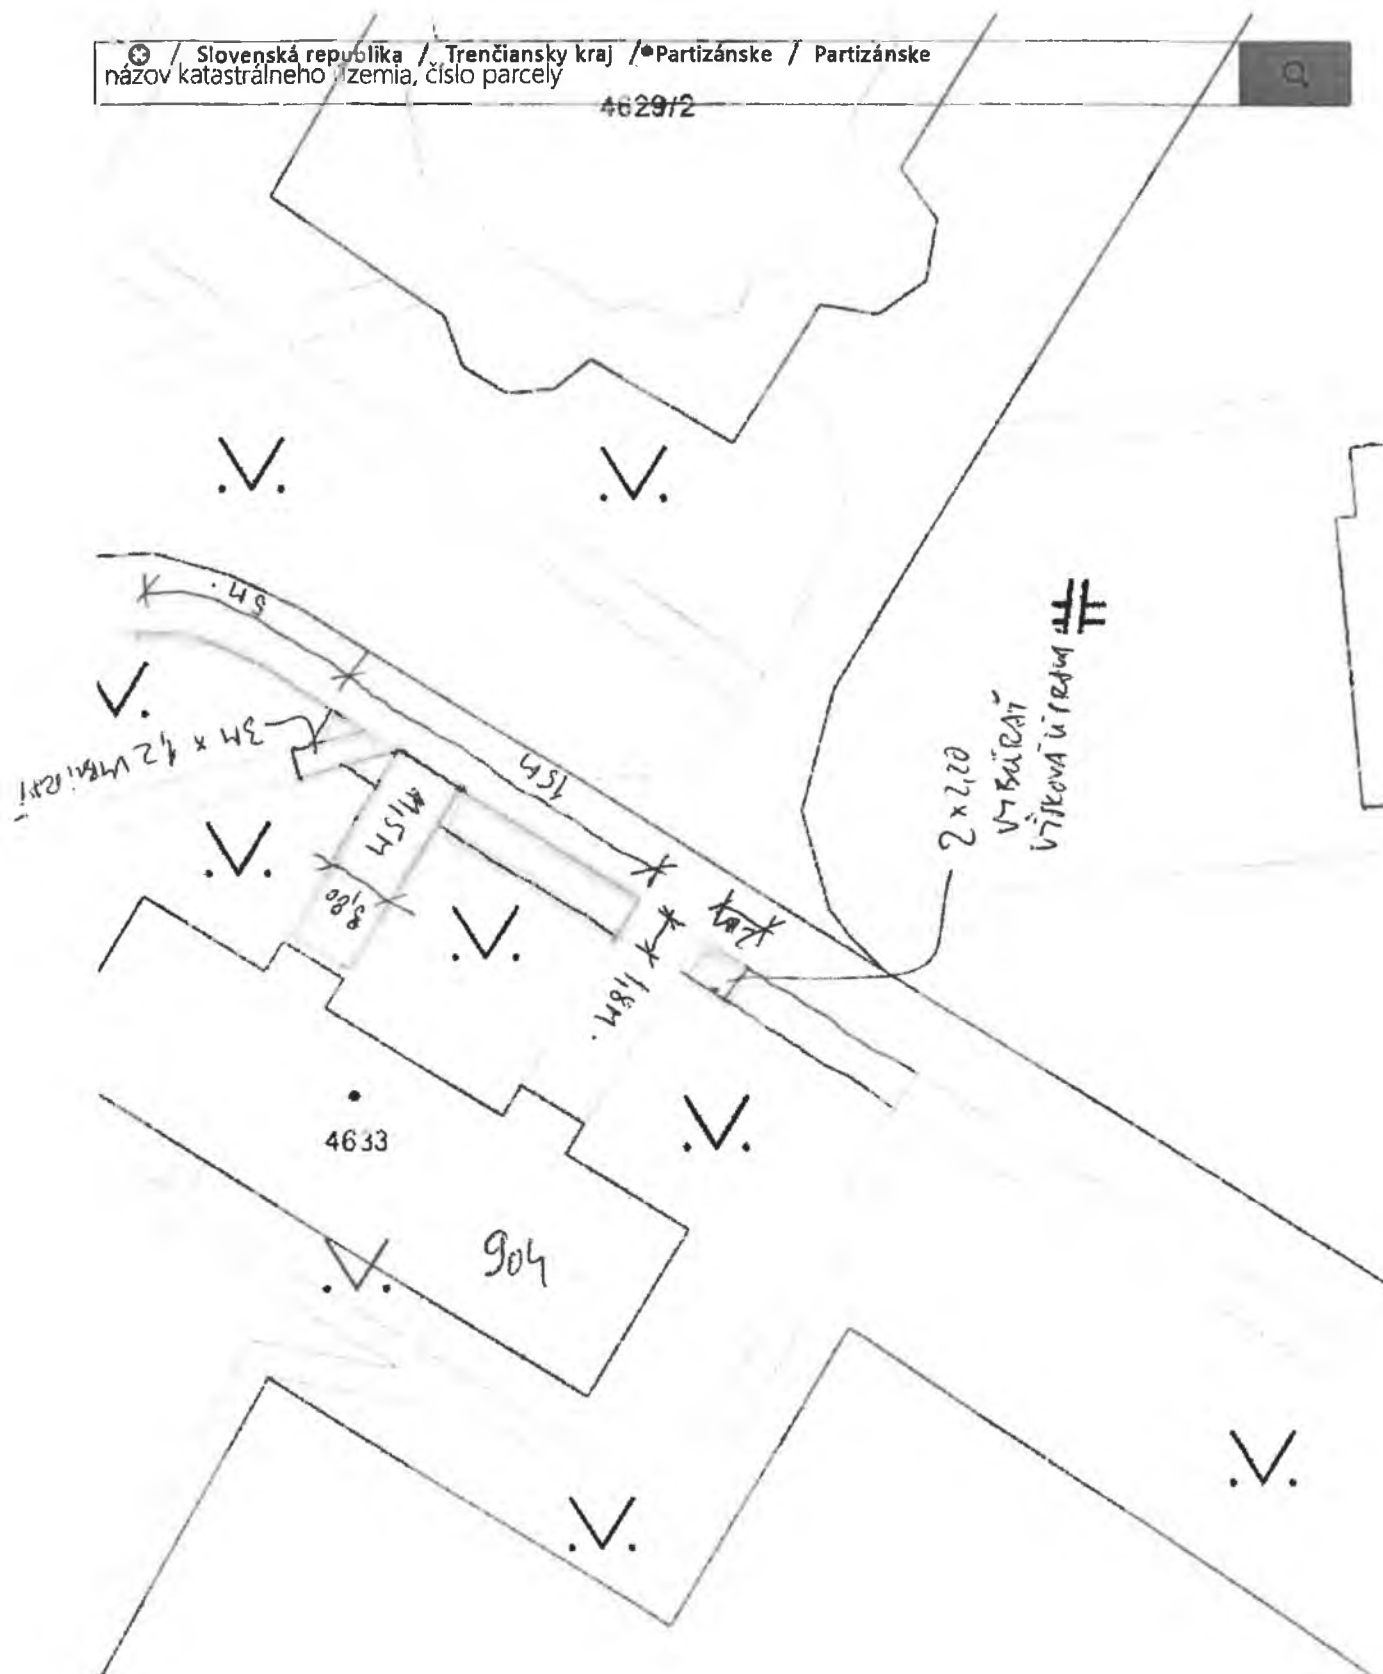 / Slovenská republika / Trenčiansky kraj / Partizánske / Partizánske
názov katastrálneho územia, číslo parcely
4629/2
5M.
15M
3M x 1,2 VYBÚRAŤ
1,5M
3,80
2M
1,8M.
2 x 2,20
VYBÚRAŤ
VÝŠKOVÁ ÚPRAVA
4633
904